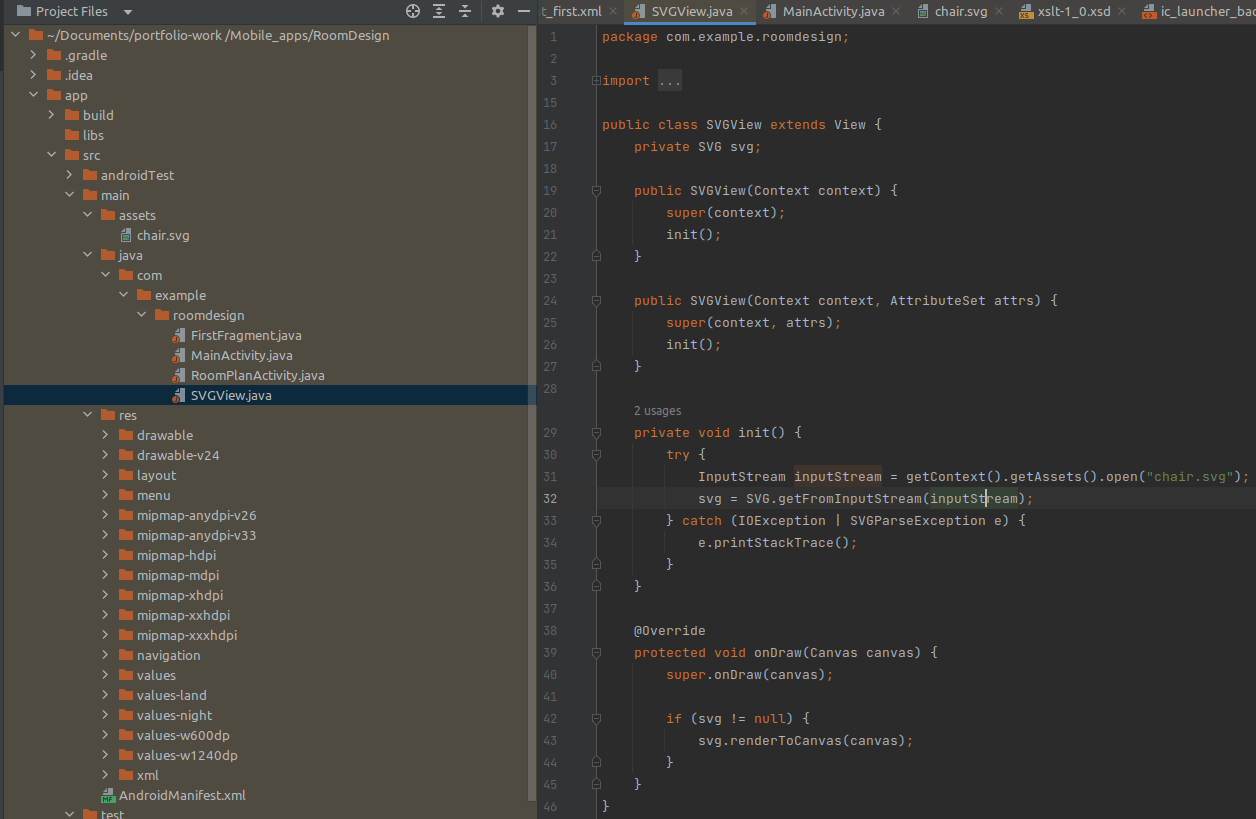 Project Files
~/Documents/portfolio-work /Mobile_apps/RoomDesign
.gradle
.idea
app
build
libs
src
androidTest
main
assets
chair.svg
java
com
example
roomdesign
FirstFragment.java
MainActivity.java
RoomPlanActivity.java
SVGView.java
res
drawable
drawable-v24
layout
menu
mipmap-anydpi-v26
mipmap-anydpi-v33
mipmap-hdpi
mipmap-mdpi
mipmap-xhdpi
mipmap-xxhdpi
mipmap-xxxhdpi
navigation
values
values-land
values-night
values-w600dp
values-w1240dp
xml
AndroidManifest.xml
test
t_first.xml SVGView.java MainActivity.java chair.svg xslt-1_0.xsd ic_launcher_bac
1 package com.example.roomdesign;
2
3 import ...
15
16 public class SVGView extends View {
17 private SVG svg;
18
19 public SVGView(Context context) {
20 super(context);
21 init();
22 }
23
24 public SVGView(Context context, AttributeSet attrs) {
25 super(context, attrs);
26 init();
27 }
28
2 usages
29 private void init() {
30 try {
31 InputStream inputStream = getContext().getAssets().open("chair.svg");
32 svg = SVG.getFromInputStream(inputStream);
33 } catch (IOException | SVGParseException e) {
34 e.printStackTrace();
35 }
36 }
37
38 @Override
39 protected void onDraw(Canvas canvas) {
40 super.onDraw(canvas);
41
42 if (svg != null) {
43 svg.renderToCanvas(canvas);
44 }
45 }
46 }